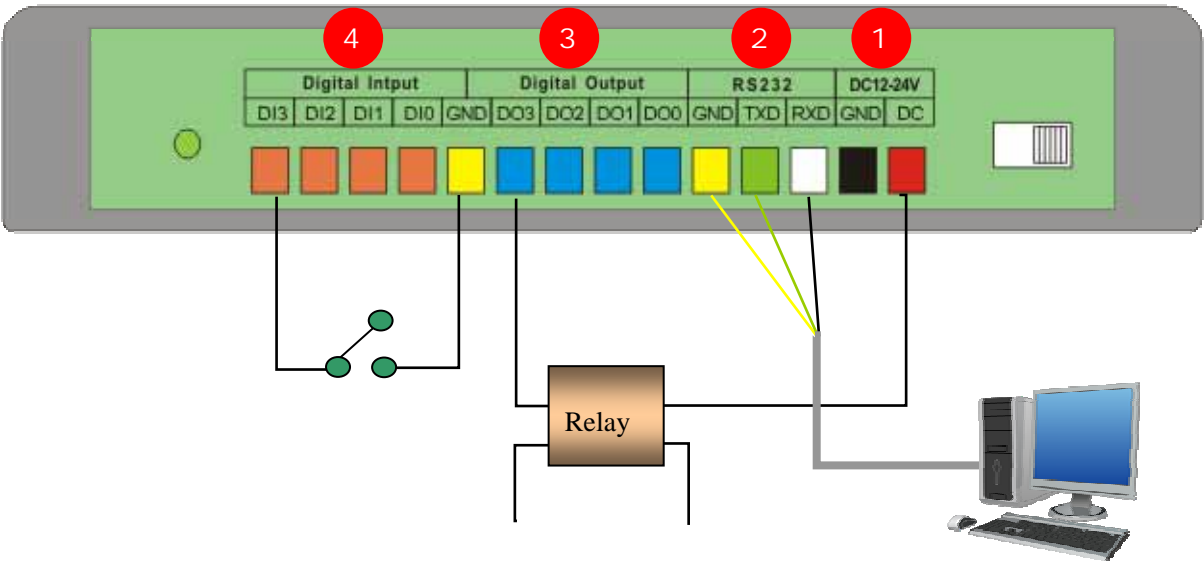 4 3 2 1
Digital Intput Digital Output RS232 DC12-24V
DI3 DI2 DI1 DI0 GND DO3 DO2 DO1 DO0 GND TXD RXD GND DC
Relay